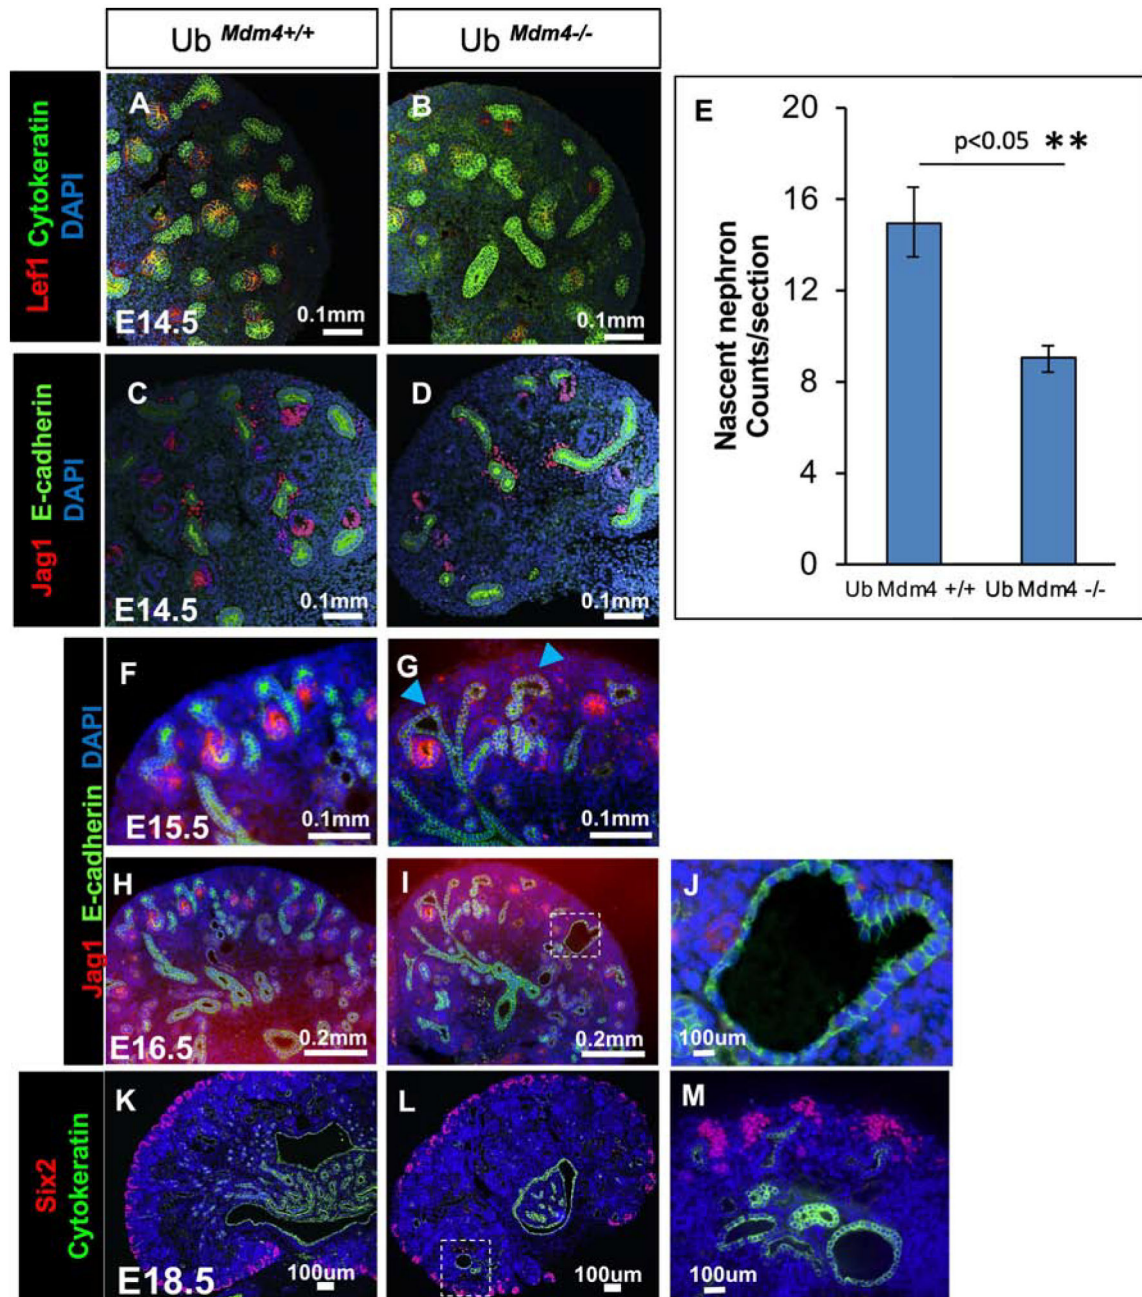 Ub Mdm4+/+
Ub Mdm4-/-
Lef1 Cytokeratin
DAPI
A
E14.5
0.1mm
B
0.1mm
E
20
16
12
8
4
0
Nascent nephron
Counts/section
p<0.05 **
Ub Mdm4 +/+ Ub Mdm4 -/-
Jag1 E-cadherin
DAPI
C
E14.5
0.1mm
D
0.1mm
Jag1 E-cadherin DAPI
F
E15.5
0.1mm
G
0.1mm
H
E16.5
0.2mm
I
0.2mm
J
100um
Six2
Cytokeratin
K
E18.5
100um
L
100um
M
100um